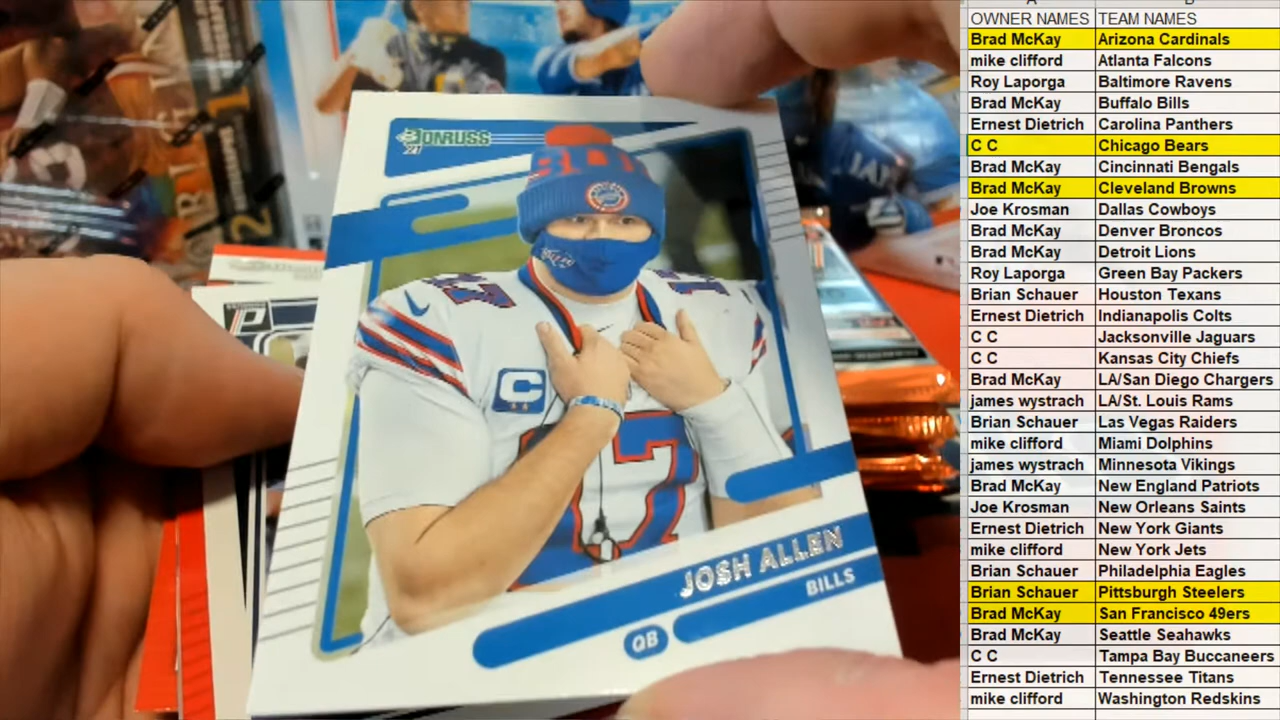 DONRUSS
21
17
C
17
JOSH ALLEN
BILLS
QB
OWNER NAMES TEAM NAMES
Brad McKay Arizona Cardinals
mike clifford Atlanta Falcons
Roy Laporga Baltimore Ravens
Brad McKay Buffalo Bills
Ernest Dietrich Carolina Panthers
C C Chicago Bears
Brad McKay Cincinnati Bengals
Brad McKay Cleveland Browns
Joe Krosman Dallas Cowboys
Brad McKay Denver Broncos
Brad McKay Detroit Lions
Roy Laporga Green Bay Packers
Brian Schauer Houston Texans
Ernest Dietrich Indianapolis Colts
C C Jacksonville Jaguars
C C Kansas City Chiefs
Brad McKay LA/San Diego Chargers
james wystrach LA/St. Louis Rams
Brian Schauer Las Vegas Raiders
mike clifford Miami Dolphins
james wystrach Minnesota Vikings
Brad McKay New England Patriots
Joe Krosman New Orleans Saints
Ernest Dietrich New York Giants
mike clifford New York Jets
Brian Schauer Philadelphia Eagles
Brian Schauer Pittsburgh Steelers
Brad McKay San Francisco 49ers
Brad McKay Seattle Seahawks
C C Tampa Bay Buccaneers
Ernest Dietrich Tennessee Titans
mike clifford Washington Redskins